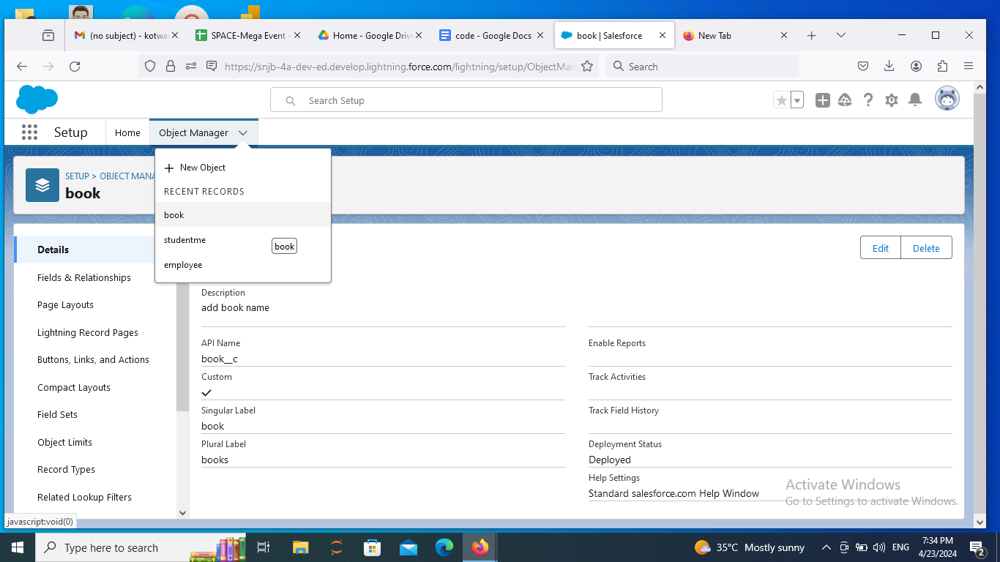 (no subject) - kotwa
SPACE-Mega Event -
Home - Google Drive
code - Google Docs
book | Salesforce
New Tab
https://snjb-4a-dev-ed.develop.lightning.force.com/lightning/setup/ObjectMan
Search
Search Setup
Setup
Home
Object Manager
New Object
RECENT RECORDS
book
studentme
employee
book
SETUP > OBJECT MANA
book
Details
Fields & Relationships
Page Layouts
Lightning Record Pages
Buttons, Links, and Actions
Compact Layouts
Field Sets
Object Limits
Record Types
Related Lookup Filters
Edit
Delete
Description
add book name
API Name
book__c
Custom
Singular Label
book
Plural Label
books
Enable Reports
Track Activities
Track Field History
Deployment Status
Deployed
Help Settings
Standard salesforce.com Help Window
Activate Windows
Go to Settings to activate Windows.
javascript:void(0)
Type here to search
35°C Mostly sunny
ENG
7:34 PM
4/23/2024
2